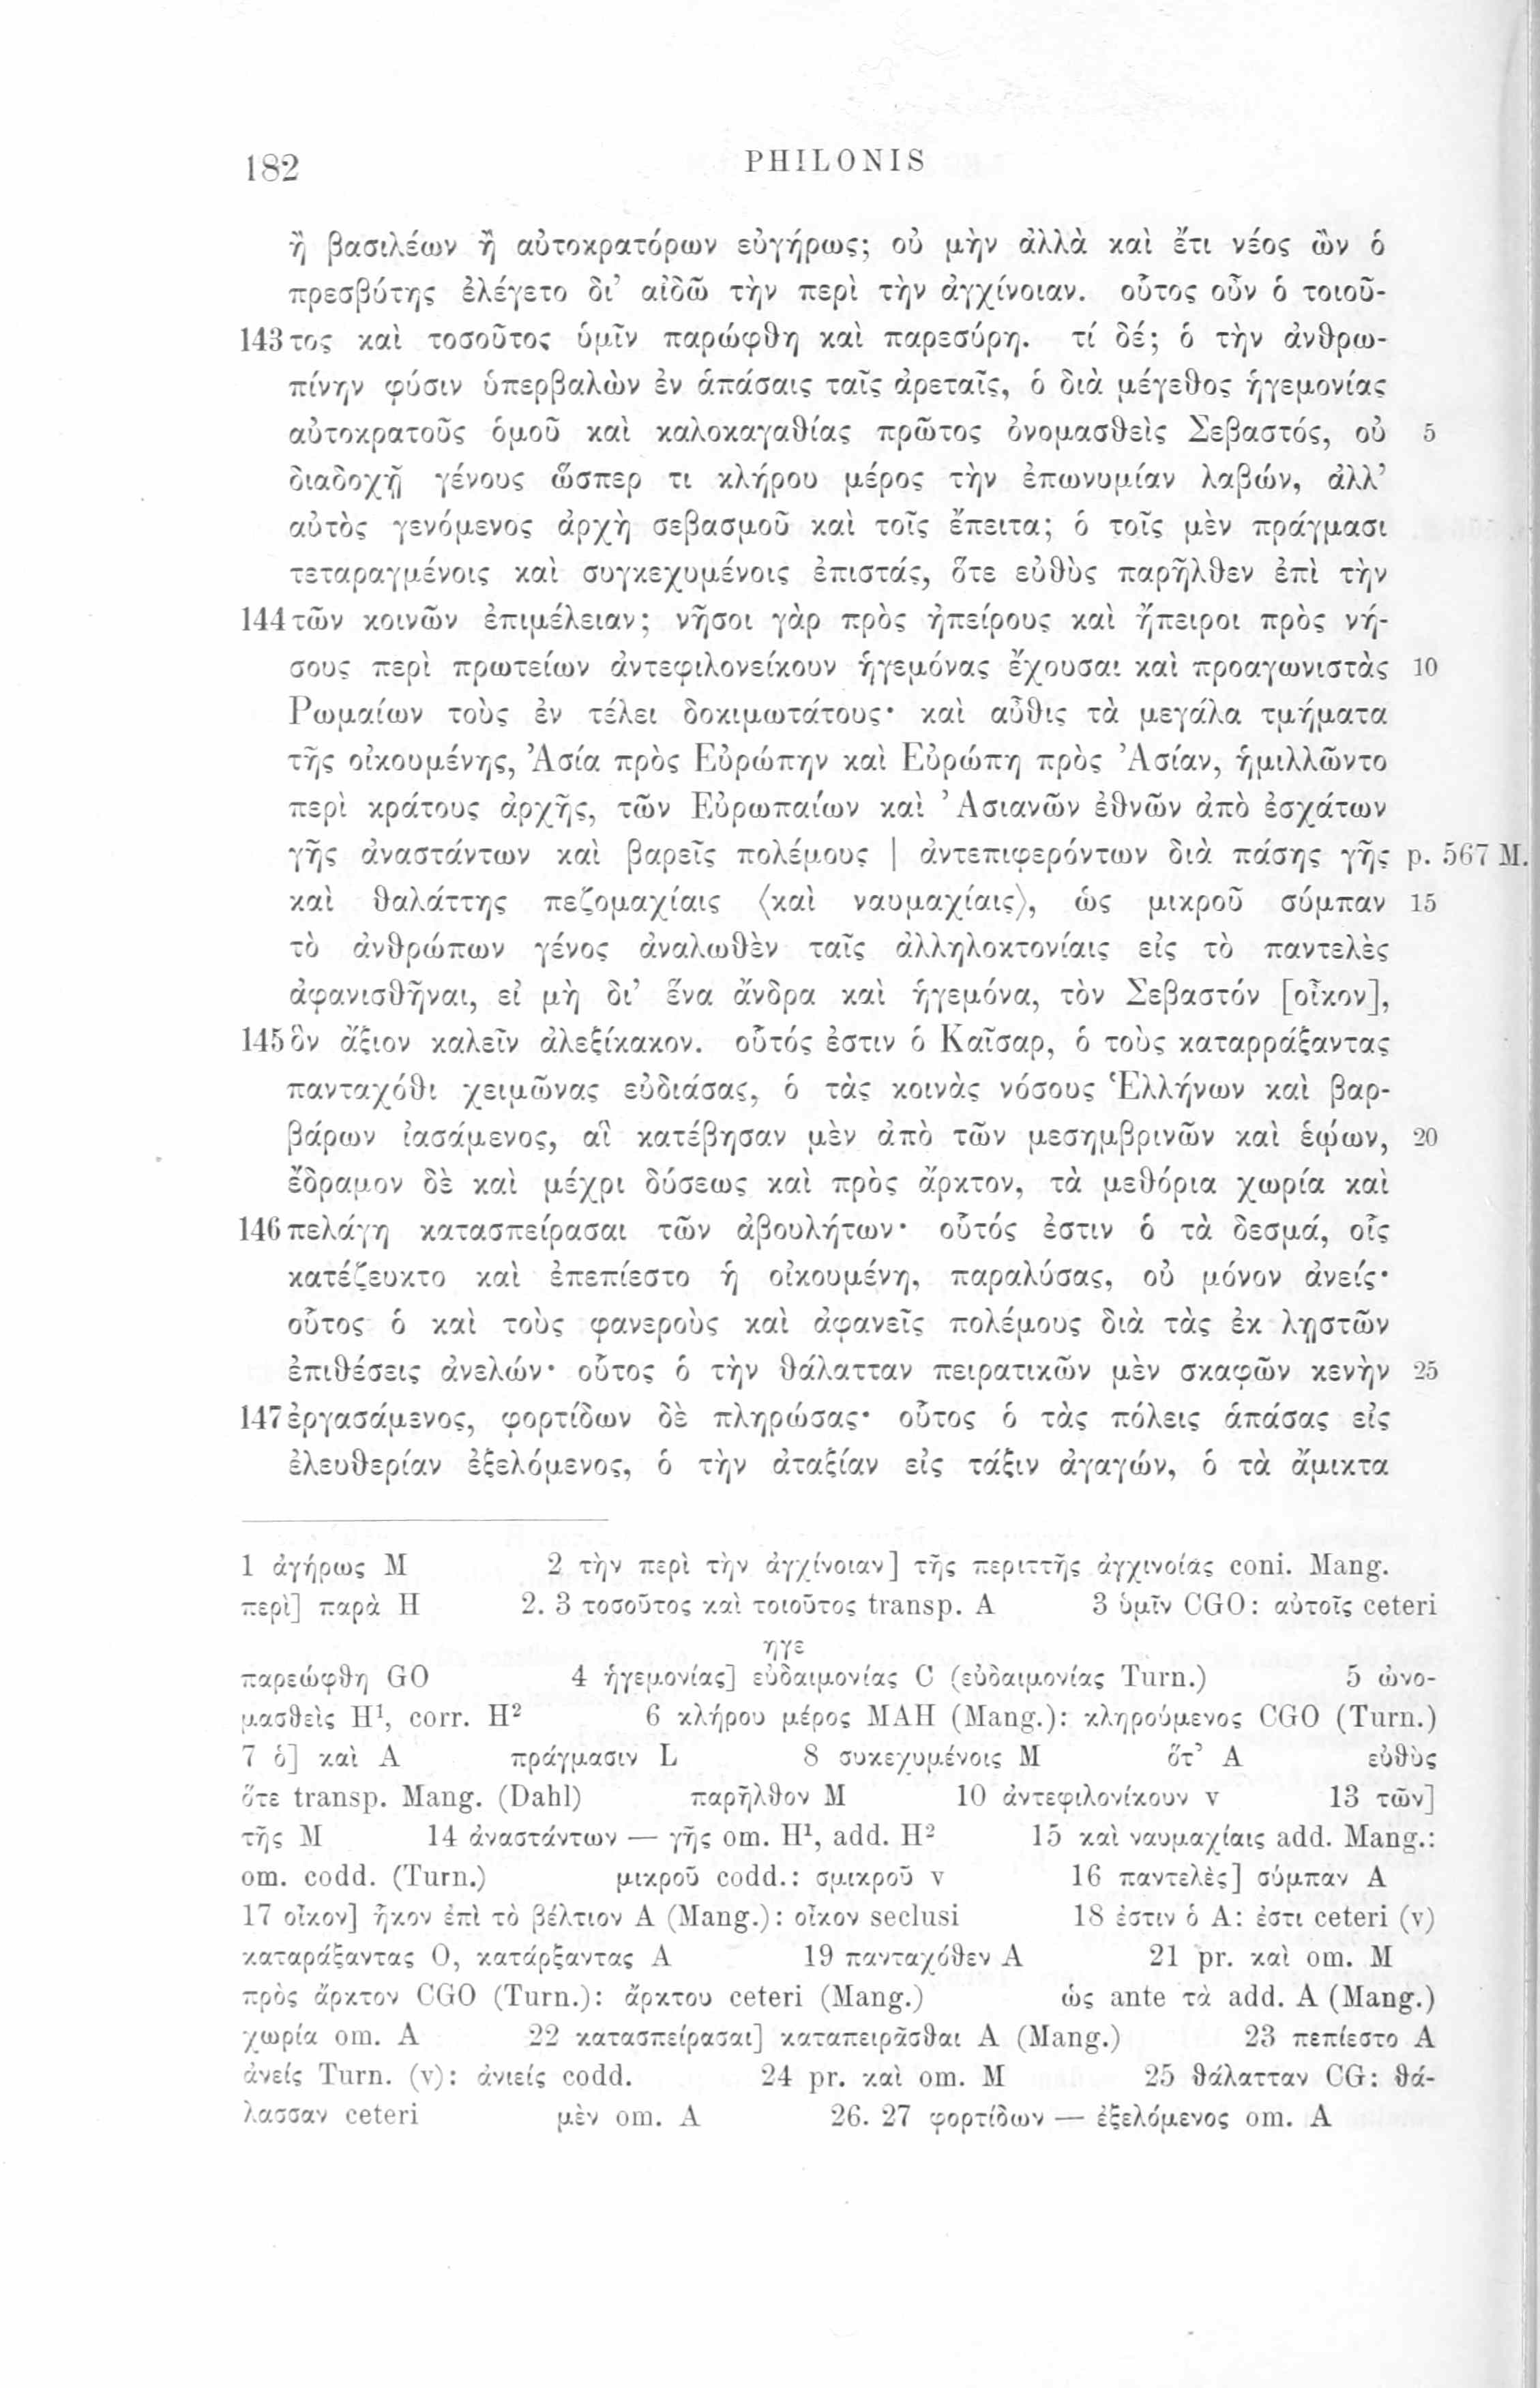 182 PHILONIS
ἢ βασιλέων ἢ αὐτοκρατόρων εὐγήρως; οὐ μὴν ἀλλὰ καὶ ἔτι νέος ὢν ὁ
πρεσβύτης ἐλέγετο δι’ αἰδῶ τὴν περὶ τὴν ἀγχίνοιαν. οὗτος οὖν ὁ τοιοῦ-
143 τος καὶ τοσοῦτος ὑμῖν παρώφθη καὶ παρεσύρη. τί δέ; ὁ τὴν ἀνθρω-
πίνην φύσιν ὑπερβαλὼν ἐν ἁπάσαις ταῖς ἀρεταῖς, ὁ διὰ μέγεθος ἡγεμονίας
αὐτοκρατοῦς ὁμοῦ καὶ καλοκαγαθίας πρῶτος ὀνομασθεὶς Σεβαστός, οὐ 5
διαδοχῇ γένους ὥσπερ τι κλήρου μέρος τὴν ἐπωνυμίαν λαβών, ἀλλ’
αὐτὸς γενόμενος ἀρχὴ σεβασμοῦ καὶ τοῖς ἔπειτα; ὁ τοῖς μὲν πράγμασι
τεταραγμένοις καὶ συγκεχυμένοις ἐπιστάς, ὅτε εὐθὺς παρῆλθεν ἐπὶ τὴν
144 τῶν κοινῶν ἐπιμέλειαν; νῆσοι γὰρ πρὸς ἠπείρους καὶ ἤπειροι πρὸς νή-
σους περὶ πρωτείων ἀντεφιλονείκουν ἡγεμόνας ἔχουσαι καὶ προαγωνιστὰς 10
Ῥωμαίων τοὺς ἐν τέλει δοκιμωτάτους· καὶ αὖθις τὰ μεγάλα τμήματα
τῆς οἰκουμένης, Ἀσία πρὸς Εὐρώπην καὶ Εὐρώπη πρὸς Ἀσίαν, ἡμιλλῶντο
περὶ κράτους ἀρχῆς, τῶν Εὐρωπαίων καὶ Ἀσιανῶν ἐθνῶν ἀπὸ ἐσχάτων
γῆς ἀναστάντων καὶ βαρεῖς πολέμους | ἀντεπιφερόντων διὰ πάσης γῆς p. 567 M.
καὶ θαλάττης πεζομαχίαις ⟨καὶ ναυμαχίαις⟩, ὡς μικροῦ σύμπαν 15
τὸ ἀνθρώπων γένος ἀναλωθὲν ταῖς ἀλληλοκτονίαις εἰς τὸ παντελὲς
ἀφανισθῆναι, εἰ μὴ δι’ ἕνα ἄνδρα καὶ ἡγεμόνα, τὸν Σεβαστόν [οἶκον],
145 ὃν ἄξιον καλεῖν ἀλεξίκακον. οὗτός ἐστιν ὁ Καῖσαρ, ὁ τοὺς καταρράξαντας
πανταχόθι χειμῶνας εὐδιάσας, ὁ τὰς κοινὰς νόσους Ἑλλήνων καὶ βαρ-
βάρων ἰασάμενος, αἳ κατέβησαν μὲν ἀπὸ τῶν μεσημβρινῶν καὶ ἑῴων, 20
ἔδραμον δὲ καὶ μέχρι δύσεως καὶ πρὸς ἄρκτον, τὰ μεθόρια χωρία καὶ
146 πελάγη κατασπείρασαι τῶν ἀβουλήτων· οὗτός ἐστιν ὁ τὰ δεσμά, οἷς
κατέζευκτο καὶ ἐπεπίεστο ἡ οἰκουμένη, παραλύσας, οὐ μόνον ἀνείς·
οὗτος ὁ καὶ τοὺς φανεροὺς καὶ ἀφανεῖς πολέμους διὰ τὰς ἐκ λῃστῶν
ἐπιθέσεις ἀνελών· οὗτος ὁ τὴν θάλατταν πειρατικῶν μὲν σκαφῶν κενὴν 25
147 ἐργασάμενος, φορτίδων δὲ πληρώσας· οὗτος ὁ τὰς πόλεις ἁπάσας εἰς
ἐλευθερίαν ἐξελόμενος, ὁ τὴν ἀταξίαν εἰς τάξιν ἀγαγών, ὁ τὰ ἄμικτα
1 ἀγήρως M 2 τὴν περὶ τὴν ἀγχίνοιαν] τῆς περιττῆς ἀγχινοίας coni. Mang.
περὶ] παρὰ H 2. 3 τοσοῦτος καὶ τοιοῦτος transp. A 3 ὑμῖν CGO: αὐτοῖς ceteri
ηγε
παρεώφθη GO 4 ἡγεμονίας] εὐδαιμονίας C (εὐδαιμονίας Turn.) 5 ὠνο-
μασθεὶς H¹, corr. H² 6 κλήρου μέρος MAH (Mang.): κληρούμενος CGO (Turn.)
7 ὁ] καὶ A πράγμασιν L 8 συκεχυμένοις M ὅτ’ A εὐθὺς
ὅτε transp. Mang. (Dahl) παρῆλθον M 10 ἀντεφιλονίκουν v 13 τῶν]
τῆς M 14 ἀναστάντων — γῆς om. H¹, add. H² 15 καὶ ναυμαχίαις add. Mang.:
om. codd. (Turn.) μικροῦ codd.: σμικροῦ v 16 παντελὲς] σύμπαν A
17 οἶκον] ἧκον ἐπὶ τὸ βέλτιον A (Mang.): οἶκον seclusi 18 ἐστιν ὁ A: ἐστι ceteri (v)
καταράξαντας O, κατάρξαντας A 19 πανταχόθεν A 21 pr. καὶ om. M
πρὸς ἄρκτον CGO (Turn.): ἄρκτου ceteri (Mang.) ὡς ante τὰ add. A (Mang.)
χωρία om. A 22 κατασπείρασαι] καταπειρᾶσθαι A (Mang.) 23 πεπίεστο A
ἀνείς Turn. (v): ἀνιείς codd. 24 pr. καὶ om. M 25 θάλατταν CG: θά-
λασσαν ceteri μὲν om. A 26. 27 φορτίδων — ἐξελόμενος om. A